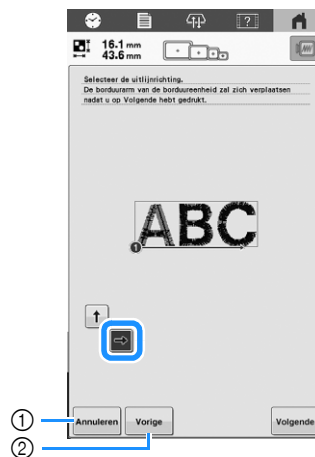 ?
16.1 mm
43.6 mm
Selecteer de uitlijnrichting.
De borduurarm van de borduureenheid zal zich verplaatsen
nadat u op Volgende hebt gedrukt.
ABC
1
Annuleren Vorige Volgende
①
②